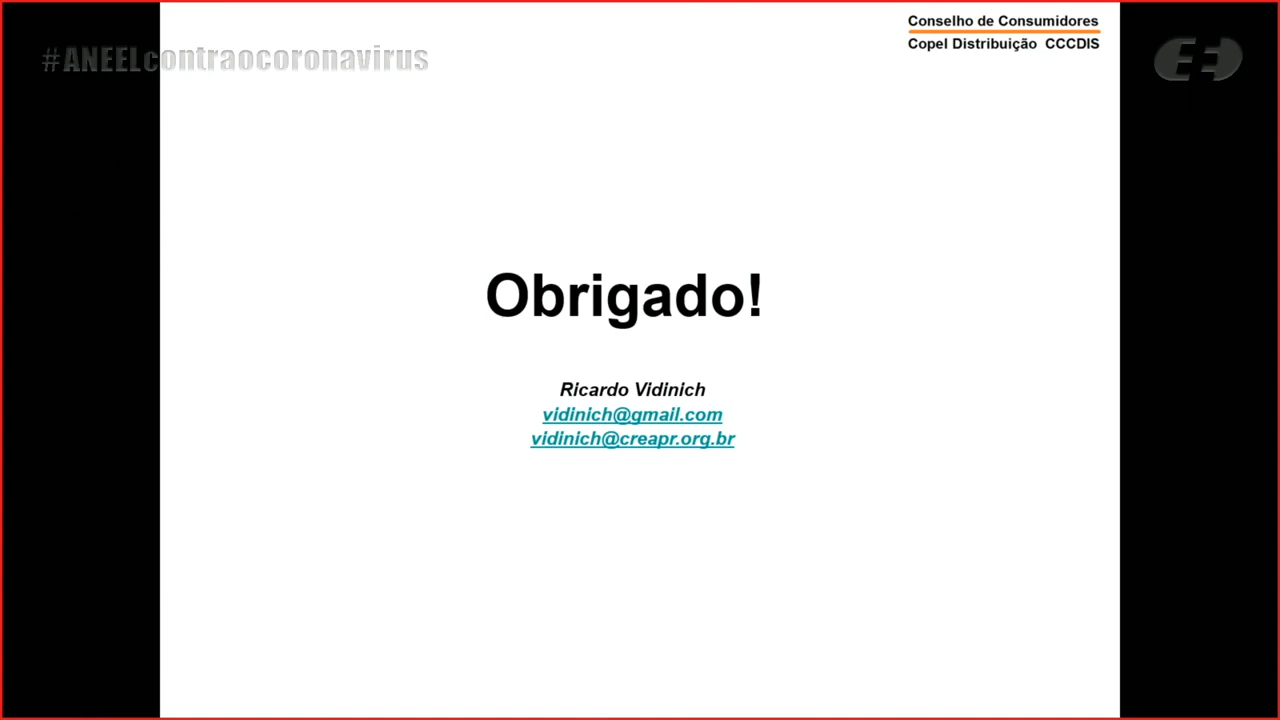 Conselho de Consumidores
#ANEELcontraocoronavirus
Copel Distribuição CCCDIS
Obrigado!
Ricardo Vidinich
vidinich@gmail.com
vidinich@creapr.org.br